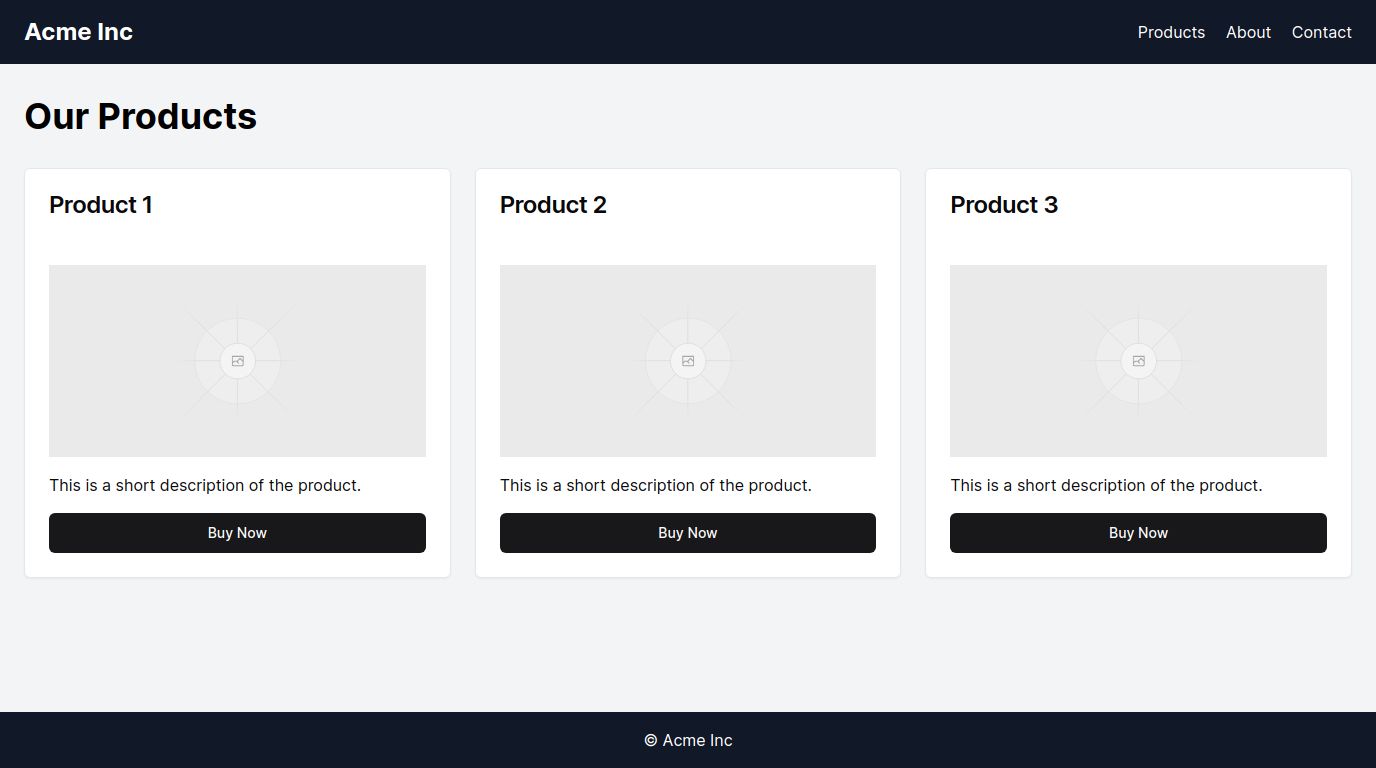 Acme Inc
Products About Contact
Our Products
Product 1
This is a short description of the product.
Buy Now
Product 2
This is a short description of the product.
Buy Now
Product 3
This is a short description of the product.
Buy Now
© Acme Inc